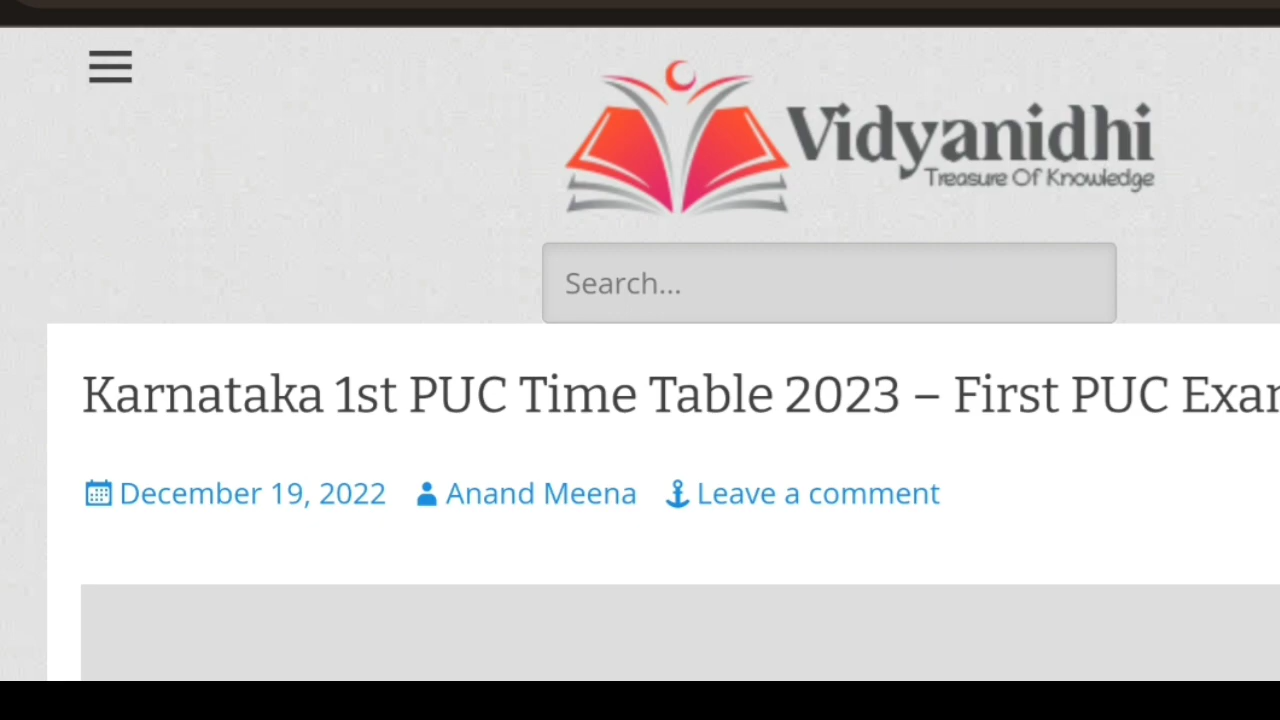 Vidyanidhi
Treasure Of Knowledge
Search...
Karnataka 1st PUC Time Table 2023 – First PUC
December 19, 2022 Anand Meena Leave a comment